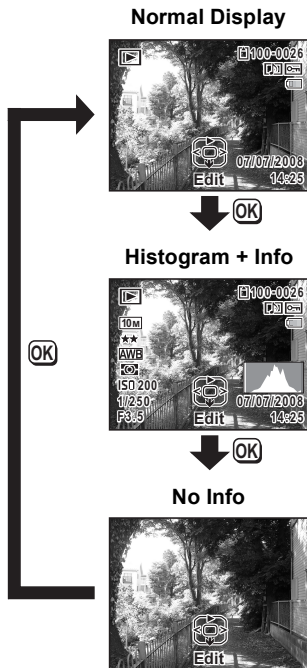 Normal Display
100-0026
07/07/2008
14:25
Edit
OK
Histogram + Info
100-0026
10M
AWB
ISO 200
1/250
F3.5
07/07/2008
14:25
Edit
OK
OK
No Info
Edit